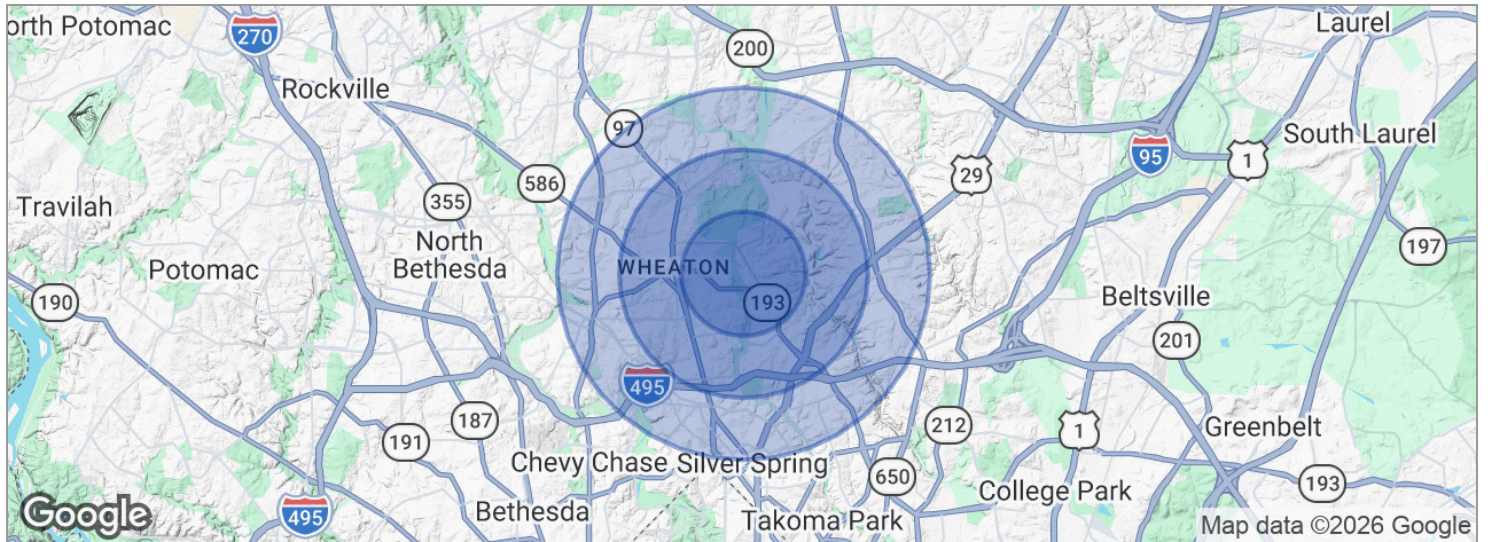 orth Potomac
270
200
Laurel
Rockville
97
South Laurel
95
1
586
29
355
Travilah
North
Bethesda
197
WHEATON
Potomac
190
193
Beltsville
201
495
187
191
212
1
Greenbelt
Chevy Chase
Silver Spring
650
193
College Park
495
Bethesda
Takoma Park
Google
Map data ©2026 Google